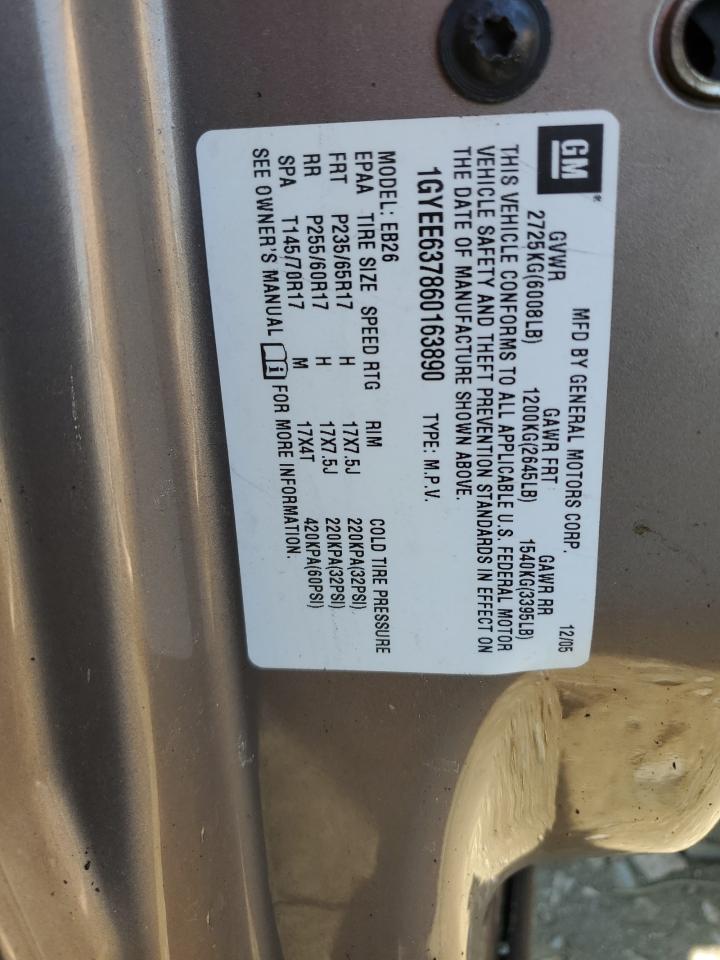 GM®
MFD BY GENERAL MOTORS CORP. 12/05
GVWR GAWR FRT GAWR RR
2725KG(6008LB) 1200KG(2645LB) 1540KG(3395LB)
THIS VEHICLE CONFORMS TO ALL APPLICABLE U.S. FEDERAL MOTOR
VEHICLE SAFETY AND THEFT PREVENTION STANDARDS IN EFFECT ON
THE DATE OF MANUFACTURE SHOWN ABOVE.
1GYEE637860163890 TYPE: M.P.V.
MODEL: EB26
EPAA TIRE SIZE SPEED RTG RIM COLD TIRE PRESSURE
FRT P235/65R17 H 17X7.5J 220KPA(32PSI)
RR P255/60R17 H 17X7.5J 220KPA(32PSI)
SPA T145/70R17 M 17X4T 420KPA(60PSI)
SEE OWNER'S MANUAL FOR MORE INFORMATION.